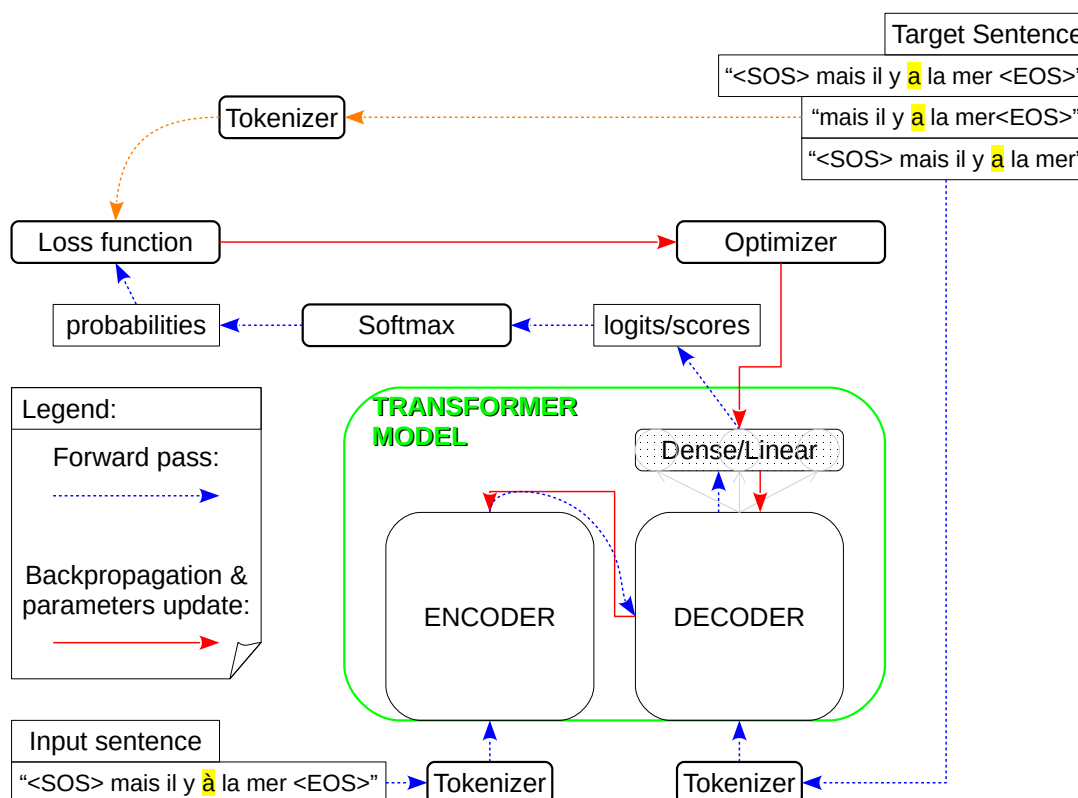 Target Sentence
“<SOS> mais il y a la mer <EOS>”
“mais il y a la mer<EOS>”
“<SOS> mais il y a la mer”
Tokenizer
Loss function
Optimizer
probabilities
Softmax
logits/scores
Legend:
Forward pass:
Backpropagation &
parameters update:
TRANSFORMER
MODEL
Dense/Linear
ENCODER
DECODER
Input sentence
“<SOS> mais il y à la mer <EOS>”
Tokenizer
Tokenizer